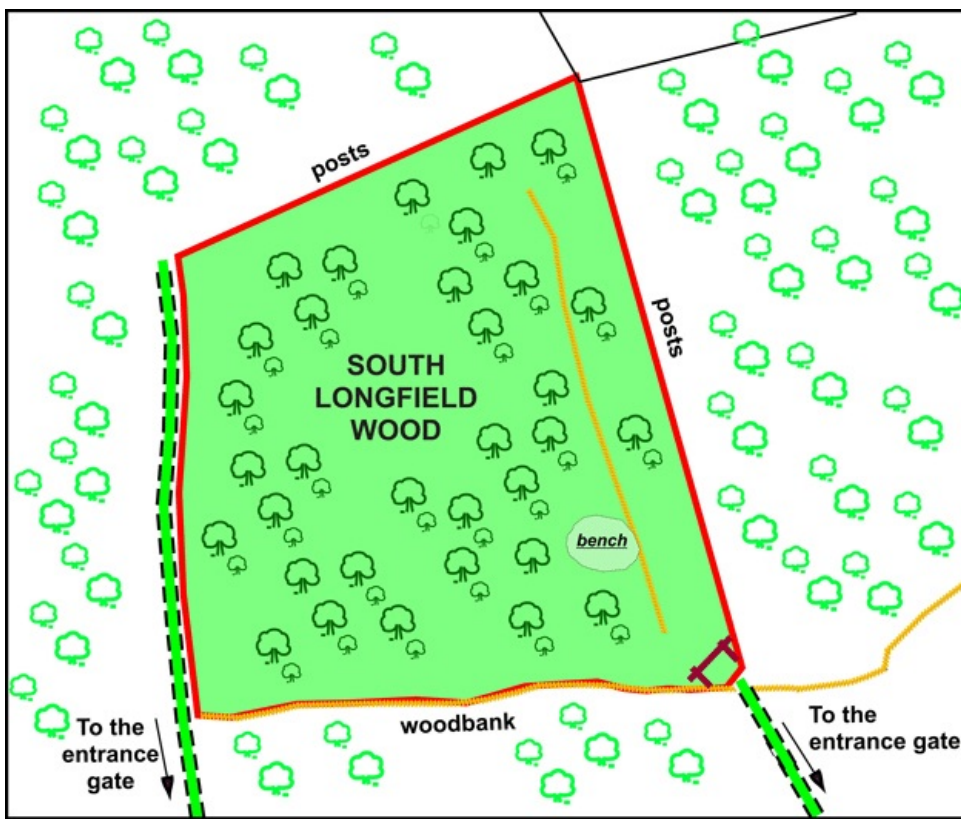 posts
posts
SOUTH
LONGFIELD
WOOD
bench
woodbank
To the
entrance
gate
To the
entrance gate